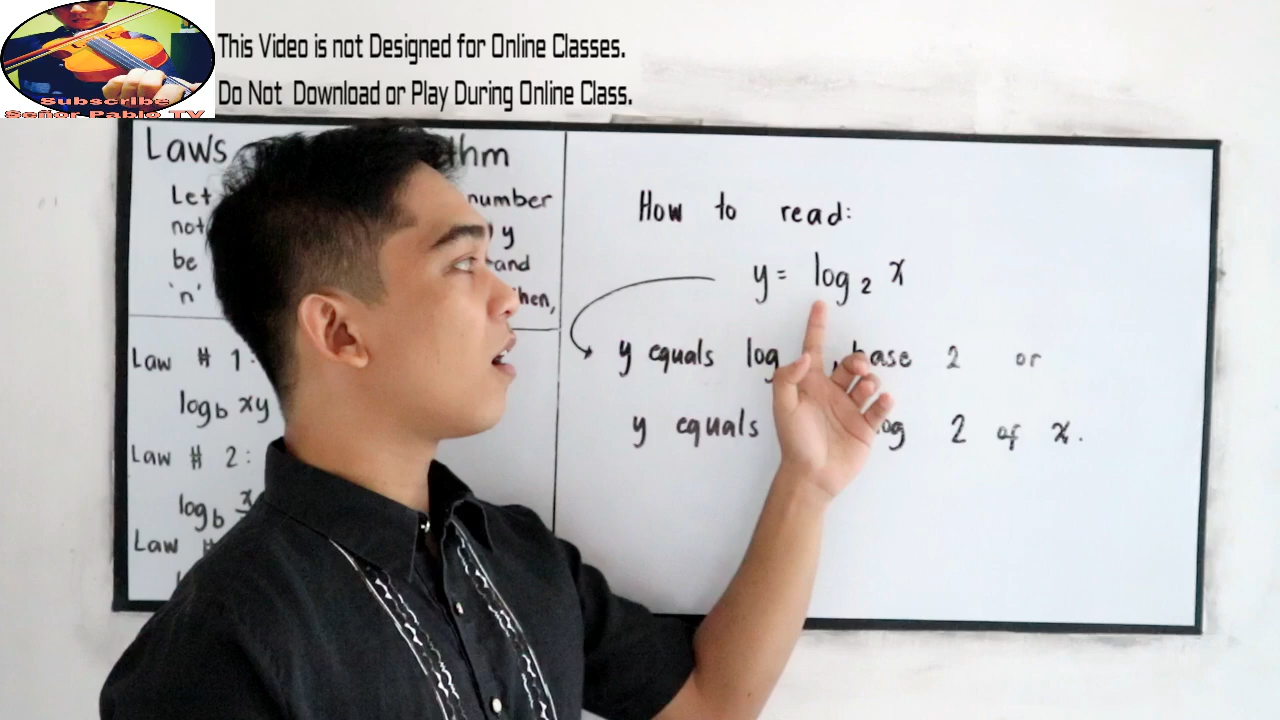 This Video is not Designed for Online Classes.
Do Not Download or Play During Online Class.
Subscribe
Señor Pablo TV
Laws thm
Let number
not y
be and
'n' hen,
Law # 1:
log_b xy
Law # 2:
log_b x
Law #
How to read:
y = log₂ x
y equals log , base 2 or
y equals log 2 of x.